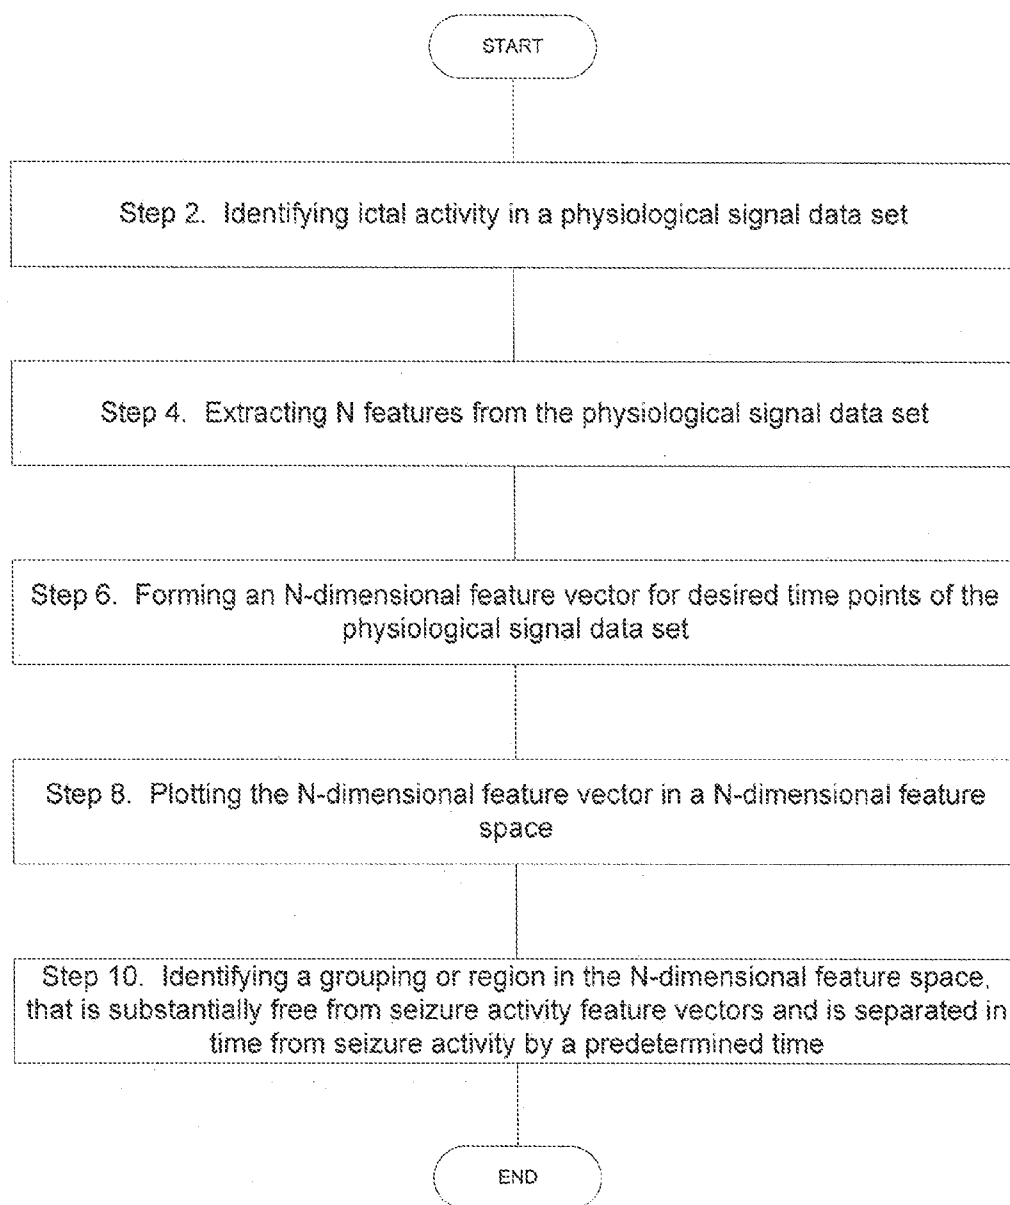 START
Step 2. Identifying ictal activity in a physiological signal data set
Step 4. Extracting N features from the physiological signal data set
Step 6. Forming an N-dimensional feature vector for desired time points of the
physiological signal data set
Step 8. Plotting the N-dimensional feature vector in a N-dimensional feature
space
Step 10. Identifying a grouping or region in the N-dimensional feature space,
that is substantially free from seizure activity feature vectors and is separated in
time from seizure activity by a predetermined time
END